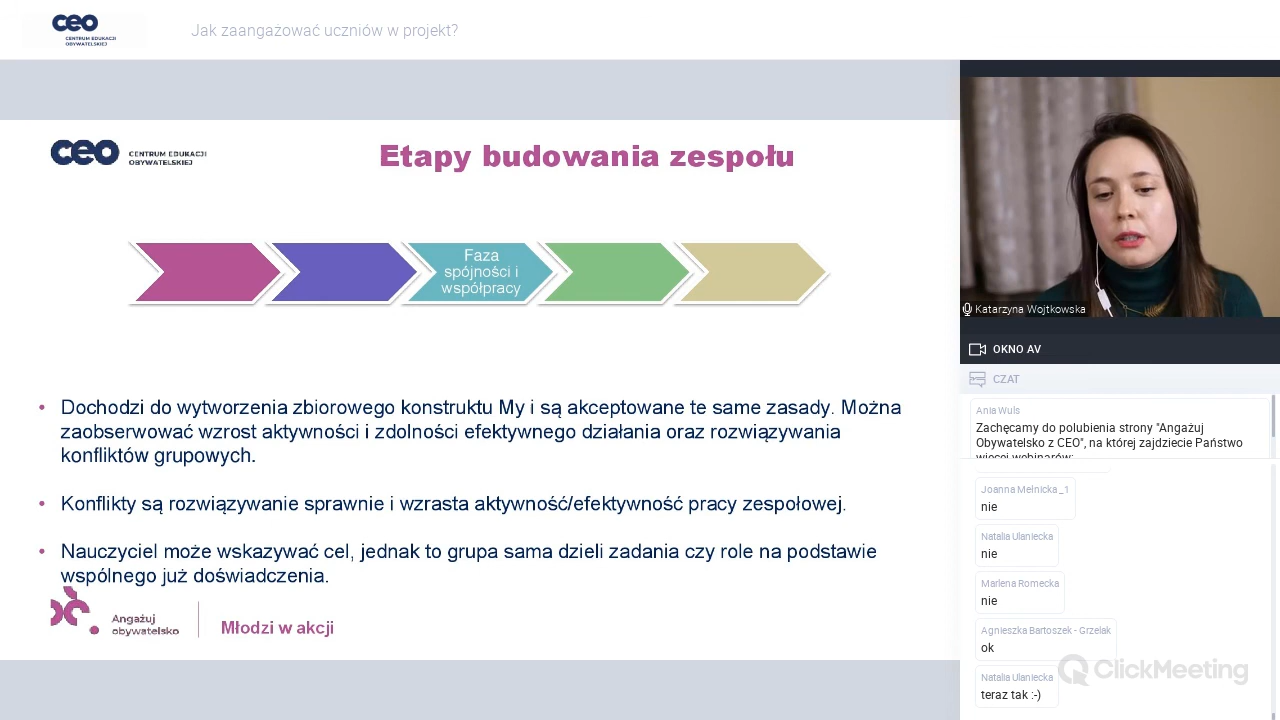 ceo
CENTRUM EDUKACJI
OBYWATELSKIEJ
Jak zaangażować uczniów w projekt?
ceo
CENTRUM EDUKACJI
OBYWATELSKIEJ
Etapy budowania zespołu
Faza
spójności i
współpracy
• Dochodzi do wytworzenia zbiorowego konstruktu My i są akceptowane te same zasady. Można
zaobserwować wzrost aktywności i zdolności efektywnego działania oraz rozwiązywania
konfliktów grupowych.
• Konflikty są rozwiązywanie sprawnie i wzrasta aktywność/efektywność pracy zespołowej.
• Nauczyciel może wskazywać cel, jednak to grupa sama dzieli zadania czy role na podstawie
wspólnego już doświadczenia.
Angażuj
obywatelsko
Młodzi w akcji
Katarzyna Wojtkowska
OKNO AV
CZAT
Ania Wuls
Zachęcamy do polubienia strony "Angażuj
Obywatelsko z CEO", na której zajdziecie Państwo
więcej webinarów:
Joanna Melnicka_1
nie
Natalia Ulaniecka
nie
Marlena Romecka
nie
Agnieszka Bartoszek - Grzelak
ok
Natalia Ulaniecka
teraz tak :-)
ClickMeeting